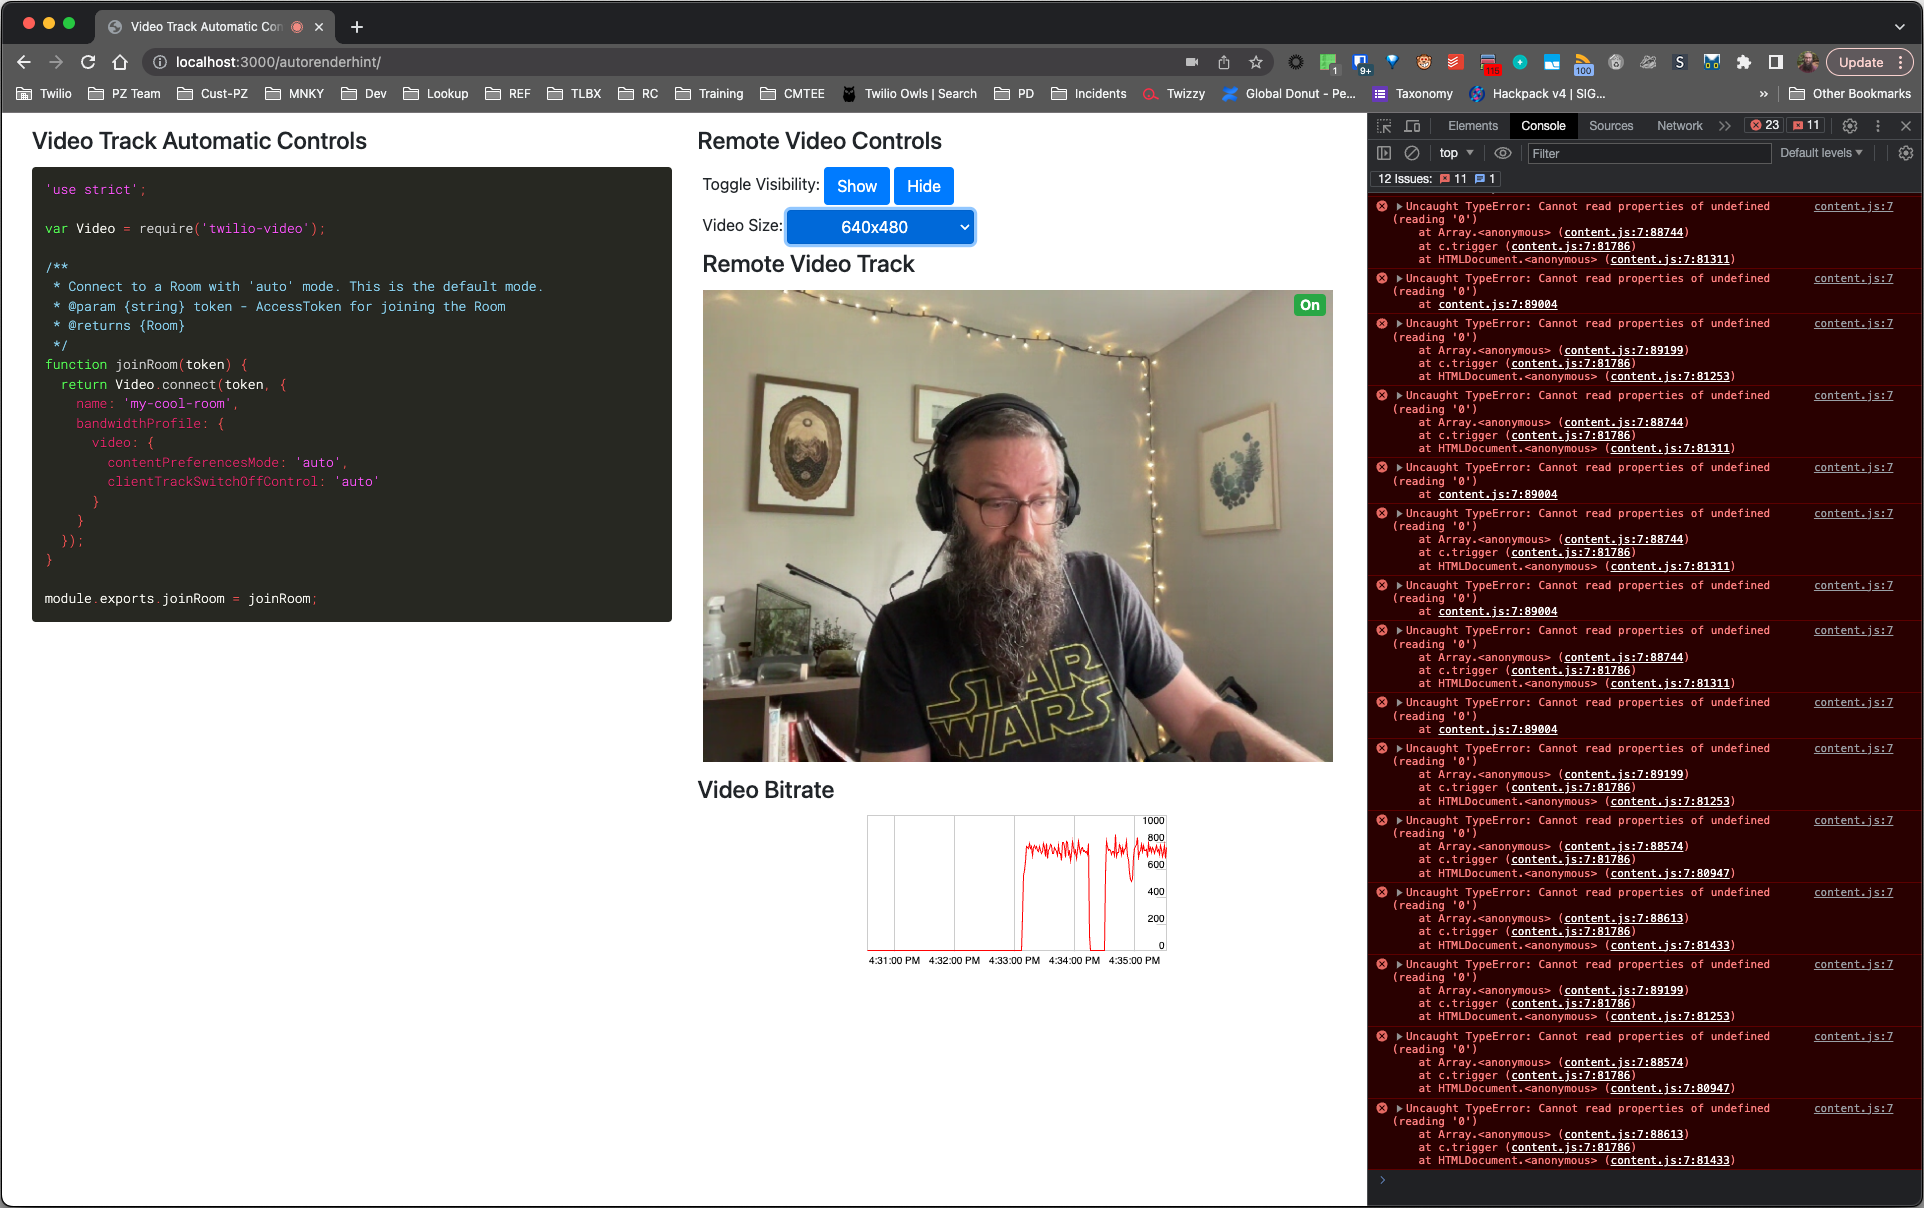 Video Track Automatic Con
localhost:3000/autorenderhint/
1
9+
115
100
S
Update
Twilio
PZ Team
Cust-PZ
MNKY
Dev
Lookup
REF
TLBX
RC
Training
CMTEE
Twilio Owls | Search
PD
Incidents
Twizzy
Global Donut - Pe...
Taxonomy
Hackpack v4 | SIG...
»
Other Bookmarks
Video Track Automatic Controls
'use strict';
var Video = require('twilio-video');
/**
* Connect to a Room with 'auto' mode. This is the default mode.
* @param {string} token - AccessToken for joining the Room
* @returns {Room}
*/
function joinRoom(token) {
return Video.connect(token, {
name: 'my-cool-room',
bandwidthProfile: {
video: {
contentPreferencesMode: 'auto',
clientTrackSwitchOffControl: 'auto'
}
}
});
}
module.exports.joinRoom = joinRoom;
Remote Video Controls
Toggle Visibility: Show Hide
Video Size: 640x480
Remote Video Track
On
STAR
WARS
Video Bitrate
1000
800
600
400
200
0
4:31:00 PM 4:32:00 PM 4:33:00 PM 4:34:00 PM 4:35:00 PM
Elements Console Sources Network » 23 11
top Filter Default levels
12 Issues: 11 1
Uncaught TypeError: Cannot read properties of undefined content.js:7
(reading '0')
at Array.<anonymous> (content.js:7:88744)
at c.trigger (content.js:7:81786)
at HTMLDocument.<anonymous> (content.js:7:81311)
Uncaught TypeError: Cannot read properties of undefined content.js:7
(reading '0')
at content.js:7:89004
Uncaught TypeError: Cannot read properties of undefined content.js:7
(reading '0')
at Array.<anonymous> (content.js:7:89199)
at c.trigger (content.js:7:81786)
at HTMLDocument.<anonymous> (content.js:7:81253)
Uncaught TypeError: Cannot read properties of undefined content.js:7
(reading '0')
at Array.<anonymous> (content.js:7:88744)
at c.trigger (content.js:7:81786)
at HTMLDocument.<anonymous> (content.js:7:81311)
Uncaught TypeError: Cannot read properties of undefined content.js:7
(reading '0')
at content.js:7:89004
Uncaught TypeError: Cannot read properties of undefined content.js:7
(reading '0')
at Array.<anonymous> (content.js:7:88744)
at c.trigger (content.js:7:81786)
at HTMLDocument.<anonymous> (content.js:7:81311)
Uncaught TypeError: Cannot read properties of undefined content.js:7
(reading '0')
at content.js:7:89004
Uncaught TypeError: Cannot read properties of undefined content.js:7
(reading '0')
at Array.<anonymous> (content.js:7:88744)
at c.trigger (content.js:7:81786)
at HTMLDocument.<anonymous> (content.js:7:81311)
Uncaught TypeError: Cannot read properties of undefined content.js:7
(reading '0')
at content.js:7:89004
Uncaught TypeError: Cannot read properties of undefined content.js:7
(reading '0')
at Array.<anonymous> (content.js:7:89199)
at c.trigger (content.js:7:81786)
at HTMLDocument.<anonymous> (content.js:7:81253)
Uncaught TypeError: Cannot read properties of undefined content.js:7
(reading '0')
at Array.<anonymous> (content.js:7:88574)
at c.trigger (content.js:7:81786)
at HTMLDocument.<anonymous> (content.js:7:80947)
Uncaught TypeError: Cannot read properties of undefined content.js:7
(reading '0')
at Array.<anonymous> (content.js:7:88613)
at c.trigger (content.js:7:81786)
at HTMLDocument.<anonymous> (content.js:7:81433)
Uncaught TypeError: Cannot read properties of undefined content.js:7
(reading '0')
at Array.<anonymous> (content.js:7:89199)
at c.trigger (content.js:7:81786)
at HTMLDocument.<anonymous> (content.js:7:81253)
Uncaught TypeError: Cannot read properties of undefined content.js:7
(reading '0')
at Array.<anonymous> (content.js:7:88574)
at c.trigger (content.js:7:81786)
at HTMLDocument.<anonymous> (content.js:7:80947)
Uncaught TypeError: Cannot read properties of undefined content.js:7
(reading '0')
at Array.<anonymous> (content.js:7:88613)
at c.trigger (content.js:7:81786)
at HTMLDocument.<anonymous> (content.js:7:81433)